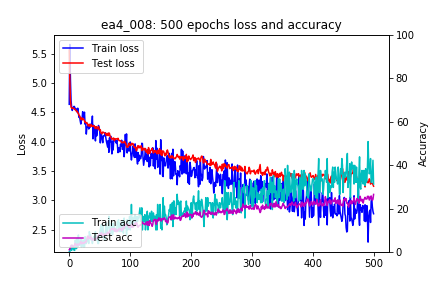 ea4_008: 500 epochs loss and accuracy
Train loss
Test loss
Train acc
Test acc
Loss
5.5
5.0
4.5
4.0
3.5
3.0
2.5
Accuracy
100
80
60
40
20
0
0
100
200
300
400
500